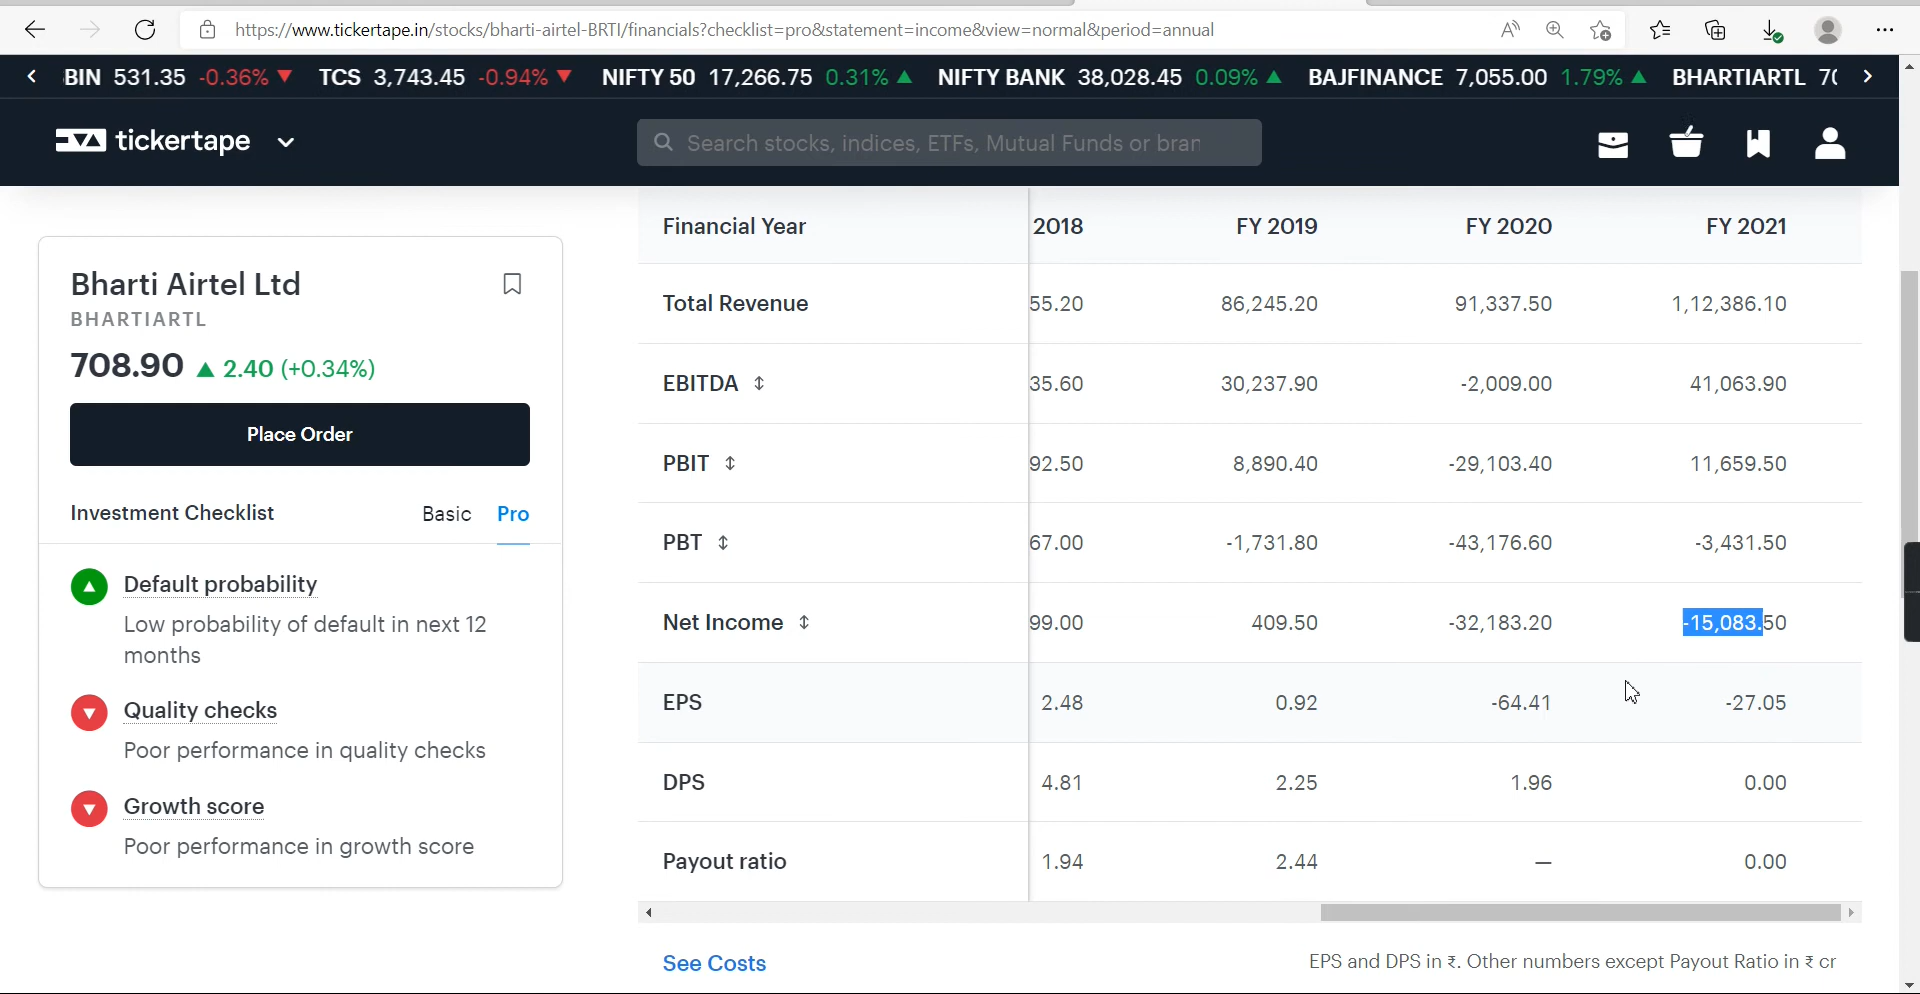 https://www.tickertape.in/stocks/bharti-airtel-BRTI/financials?checklist=pro&statement=income&view=normal&period=annual
BIN 531.35 -0.36% ▼ TCS 3,743.45 -0.94% ▼ NIFTY 50 17,266.75 0.31% ▲ NIFTY BANK 38,028.45 0.09% ▲ BAJFINANCE 7,055.00 1.79% ▲ BHARTIARTL 70
tickertape
Search stocks, indices, ETFs, Mutual Funds or bran
Bharti Airtel Ltd
BHARTIARTL
708.90 ▲ 2.40 (+0.34%)
Place Order
Investment Checklist Basic Pro
Default probability
Low probability of default in next 12
months
Quality checks
Poor performance in quality checks
Growth score
Poor performance in growth score
Financial Year 2018 FY 2019 FY 2020 FY 2021
Total Revenue 55.20 86,245.20 91,337.50 1,12,386.10
EBITDA 35.60 30,237.90 -2,009.00 41,063.90
PBIT 92.50 8,890.40 -29,103.40 11,659.50
PBT 67.00 -1,731.80 -43,176.60 -3,431.50
Net Income 99.00 409.50 -32,183.20 -15,083.50
EPS 2.48 0.92 -64.41 -27.05
DPS 4.81 2.25 1.96 0.00
Payout ratio 1.94 2.44 — 0.00
See Costs
EPS and DPS in ₹. Other numbers except Payout Ratio in ₹ cr